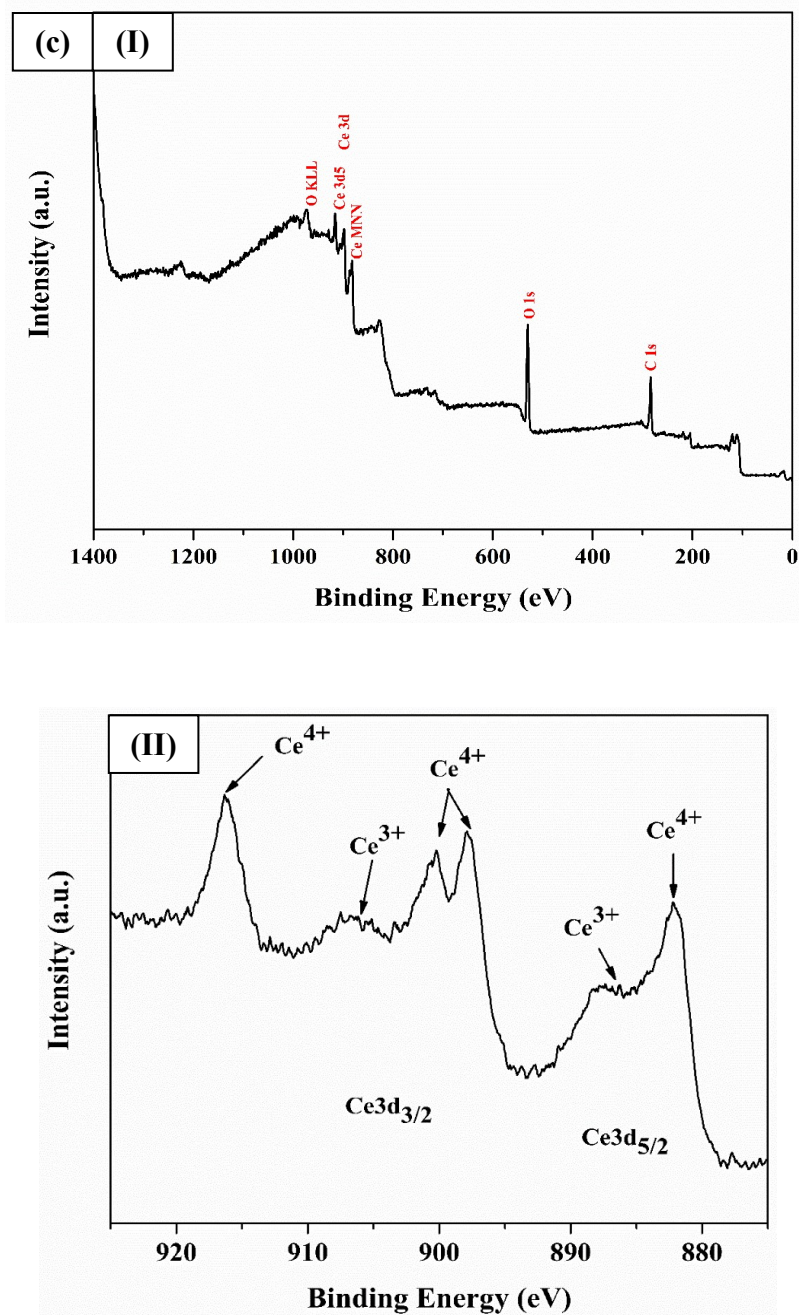 (c) (I)
Ce 3d
O KLL
Ce 3d5
Ce MNN
O 1s
C 1s
Intensity (a.u.)
1400 1200 1000 800 600 400 200 0
Binding Energy (eV)
(II)
Ce4+
Ce4+
Ce3+
Ce4+
Ce3+
Intensity (a.u.)
Ce3d3/2
Ce3d5/2
920 910 900 890 880
Binding Energy (eV)